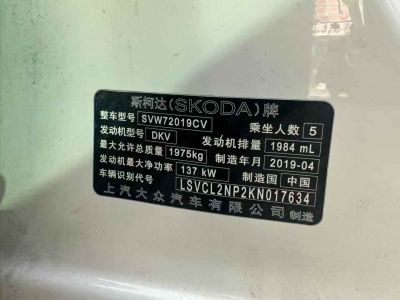 斯柯达(SKODA)牌
整车型号 SVW72019CV 乘坐人数 5
发动机型号 DKV 发动机排量 1984 mL
最大允许总质量 1975kg 制造年月 2019-04
发动机最大净功率 137 kW 制造国 中国
车辆识别代号 LSVCL2NP2KN017634
上汽大众汽车有限公司 制造